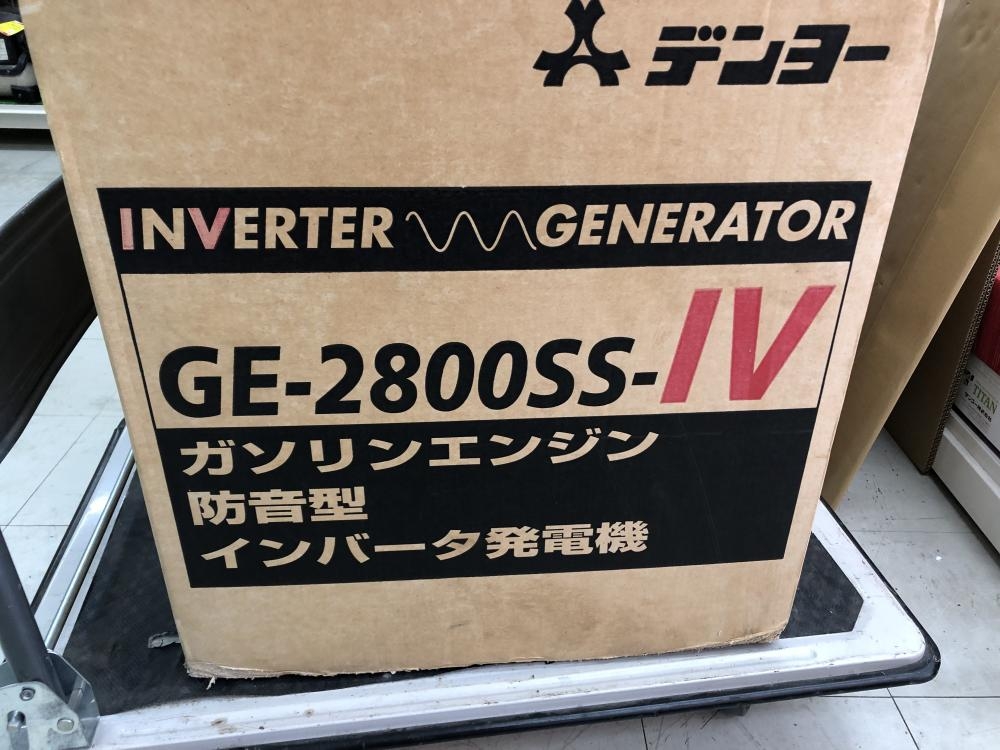 デンヨー
INVERTER GENERATOR
GE-2800SS-IV
ガソリンエンジン
防音型
インバータ発電機
TITAN